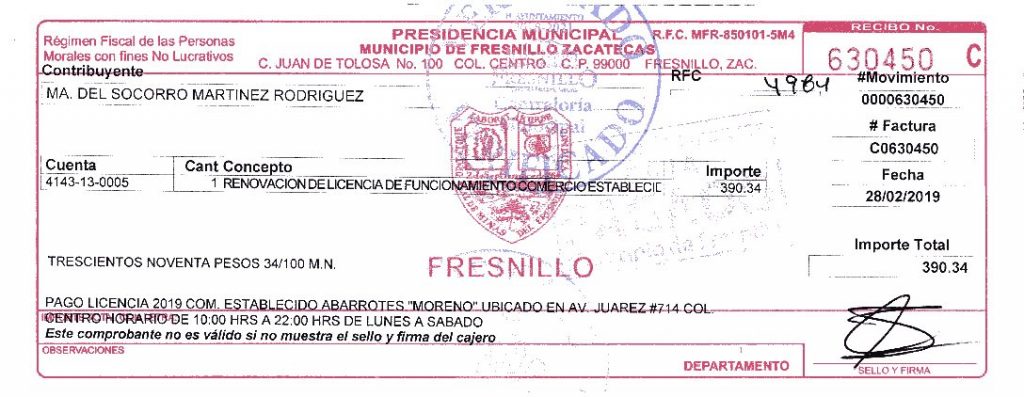 Régimen Fiscal de las Personas
Morales con fines No Lucrativos
PRESIDENCIA MUNICIPAL
R.F.C. MFR-850101-5M4
MUNICIPIO DE FRESNILLO ZACATECAS
C. JUAN DE TOLOSA No. 100 COL. CENTRO C. P. 99000 FRESNILLO, ZAC.
RECIBO No.
630450 C
Contribuyente
RFC
4984
MA. DEL SOCORRO MARTINEZ RODRIGUEZ
#Movimiento
0000630450
# Factura
C0630450
Fecha
28/02/2019
H. AYUNTAMIENTO
FRESNILLO
Contraloría
Cuenta Cant Concepto Importe
4143-13-0005 1 RENOVACION DE LICENCIA DE FUNCIONAMIENTO COMERCIO ESTABLECID 390.34
Importe Total
390.34
TRESCIENTOS NOVENTA PESOS 34/100 M.N.
FRESNILLO
PAGO LICENCIA 2019 COM. ESTABLECIDO ABARROTES "MORENO" UBICADO EN AV. JUAREZ #714 COL.
CENTRO HORARIO DE 10:00 HRS A 22:00 HRS DE LUNES A SABADO
Este comprobante no es válido si no muestra el sello y firma del cajero
OBSERVACIONES
DEPARTAMENTO
SELLO Y FIRMA